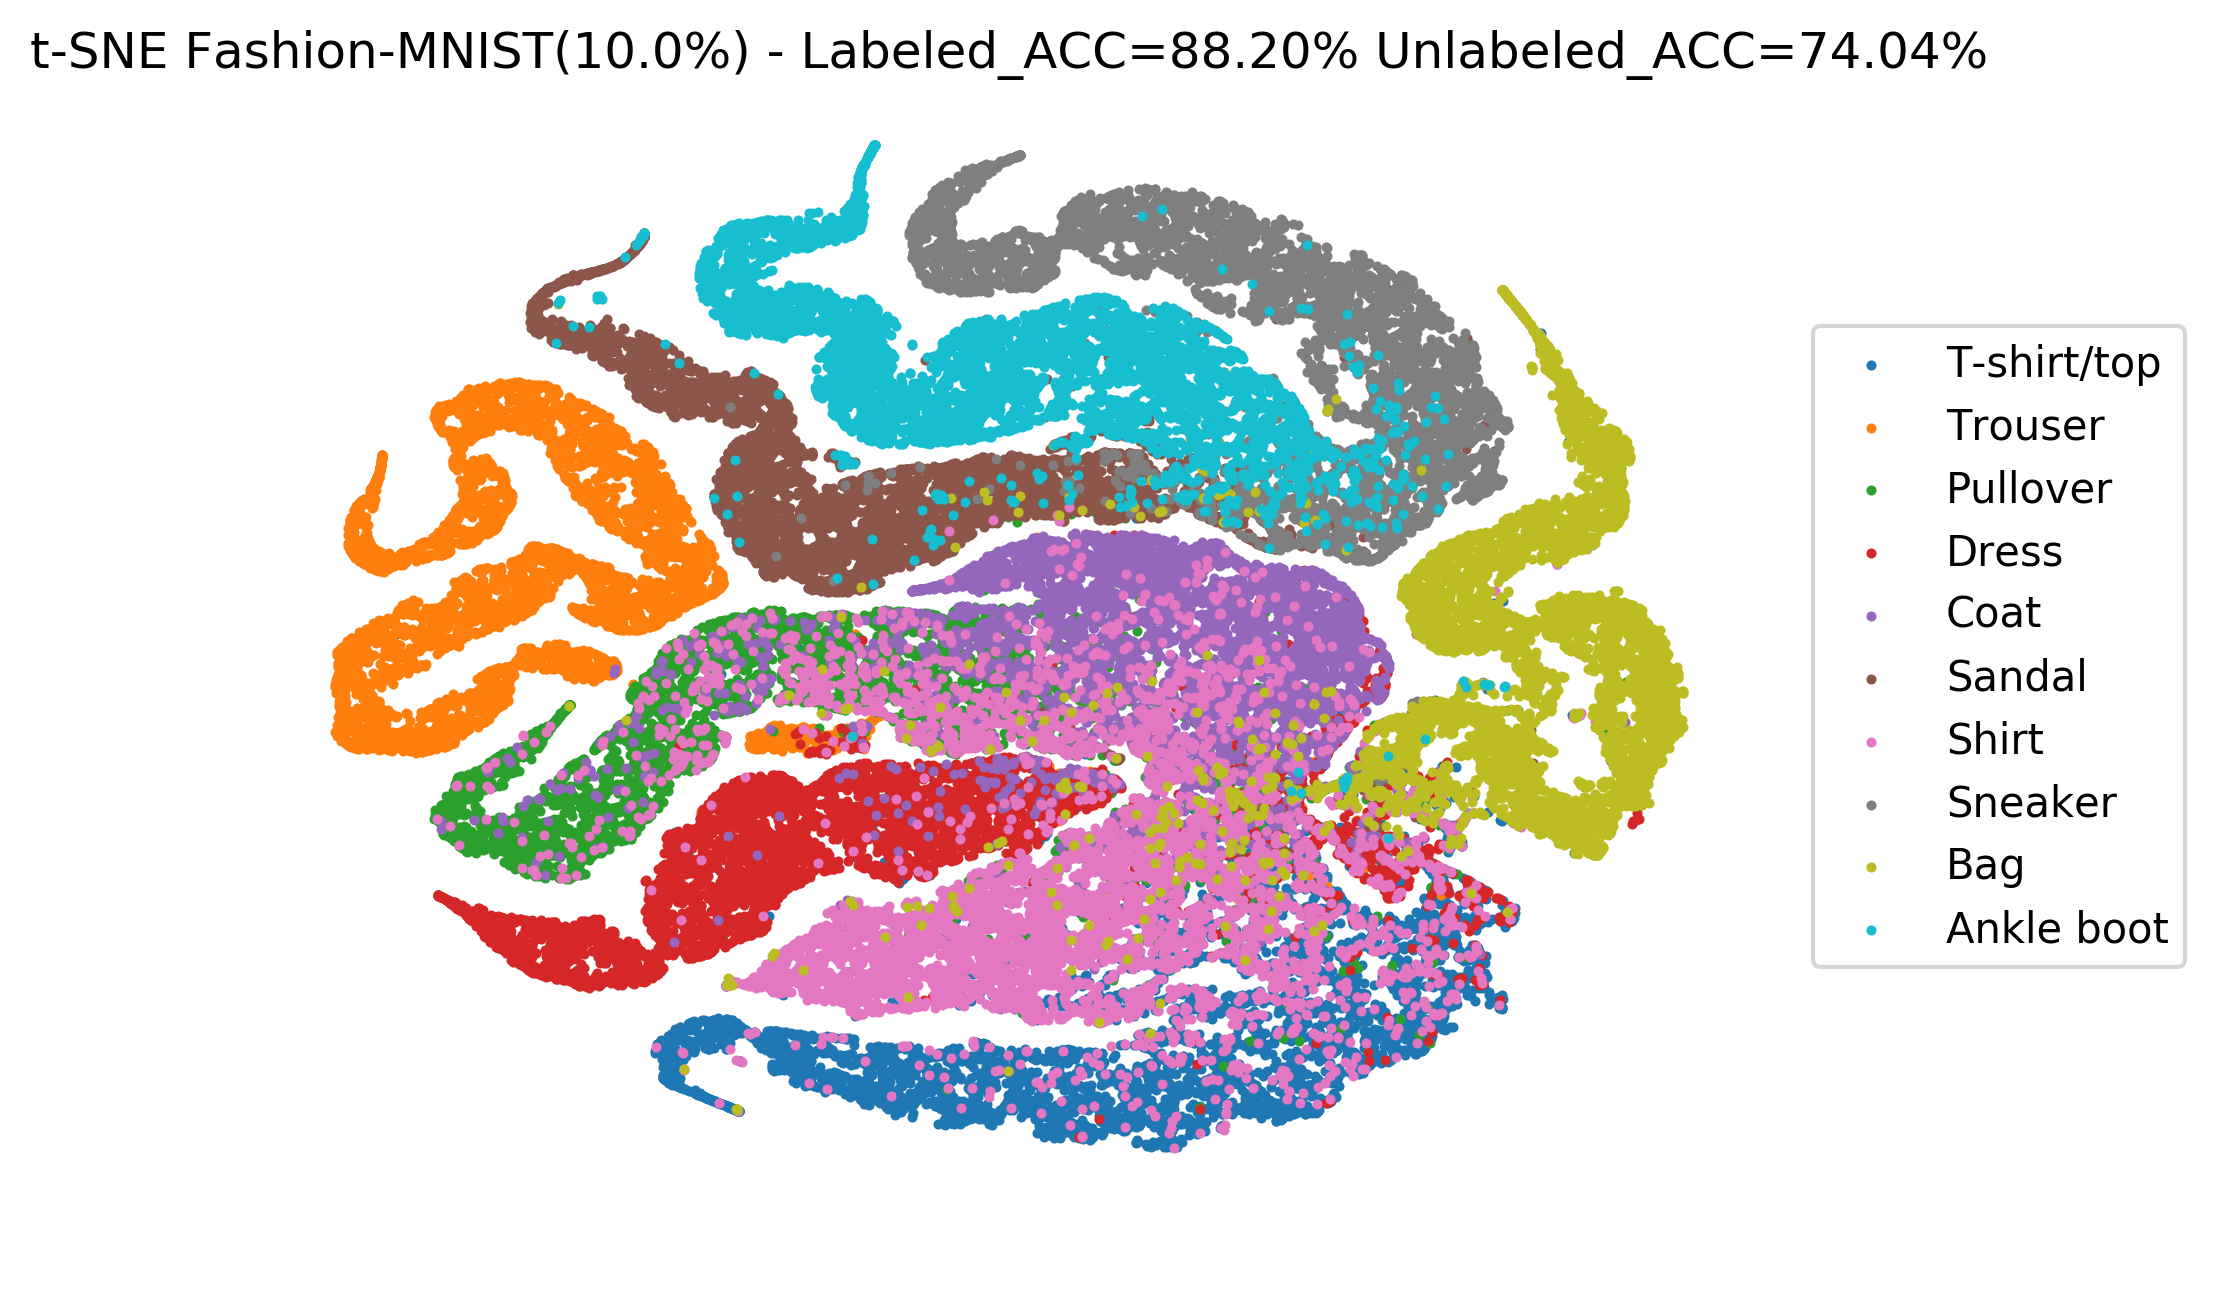 t-SNE Fashion-MNIST(10.0%) - Labeled_ACC=88.20% Unlabeled_ACC=74.04%
T-shirt/top
Trouser
Pullover
Dress
Coat
Sandal
Shirt
Sneaker
Bag
Ankle boot